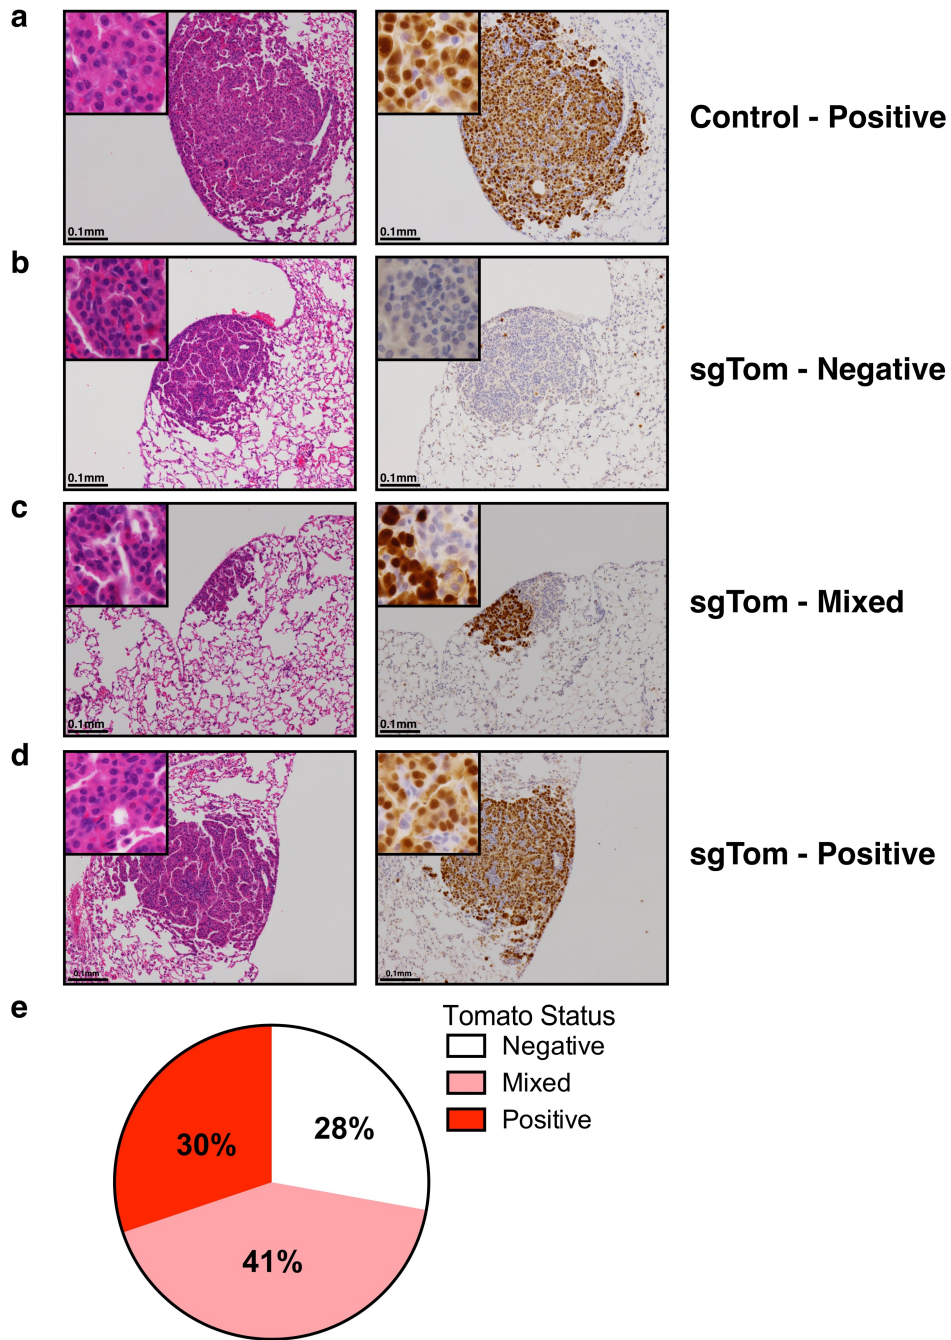 a
0.1mm
0.1mm
Control - Positive
b
0.1mm
0.1mm
sgTom - Negative
c
0.1mm
0.1mm
sgTom - Mixed
d
0.1mm
0.1mm
sgTom - Positive
e
Tomato Status
Negative
Mixed
Positive
28%
30%
41%